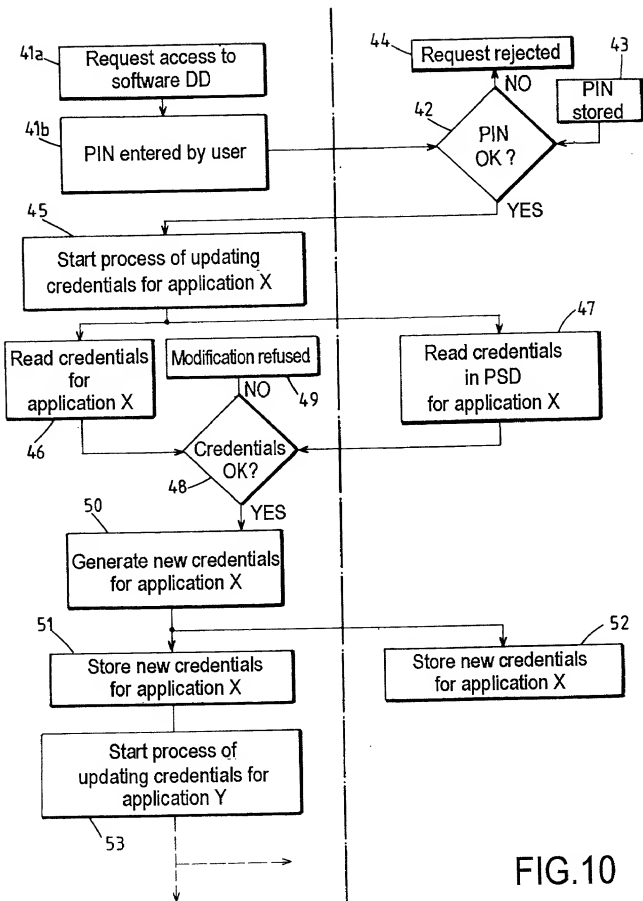 41a
Request access to
software DD
44
Request rejected
43
PIN
stored
NO
42
PIN
OK ?
41b
PIN entered by user
YES
45
Start process of updating
credentials for application X
47
Read credentials
for
application X
46
Modification refused
49
NO
Read credentials
in PSD
for application X
Credentials
OK?
48
YES
50
Generate new credentials
for application X
51
Store new credentials
for application X
52
Store new credentials
for application X
Start process of
updating credentials for
application Y
53
FIG.10